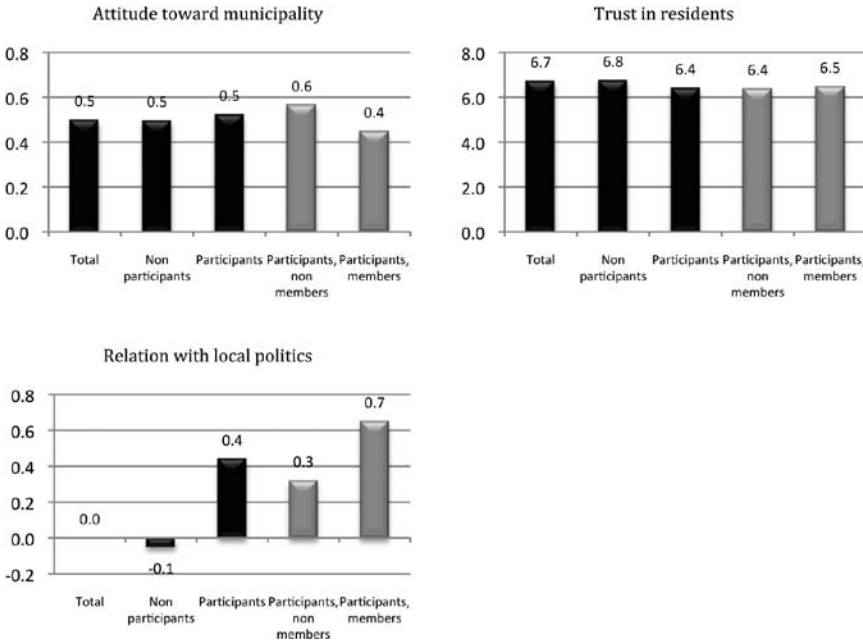 Attitude toward municipality
0.8
0.6
0.4
0.2
0.0
0.5
0.5
0.5
0.6
0.4
Total
Non
participants
Participants
Participants,
non
members
Participants,
members
Trust in residents
8.0
6.0
4.0
2.0
0.0
6.7
6.8
6.4
6.4
6.5
Total
Non
participants
Participants
Participants,
non
members
Participants,
members
Relation with local politics
0.8
0.6
0.4
0.2
0.0
-0.2
0.0
-0.1
0.4
0.3
0.7
Total
Non
participants
Participants
Participants,
non
members
Participants,
members